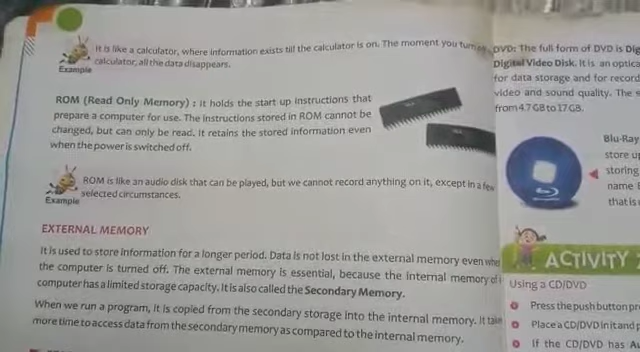 It is like a calculator, where information exists till the calculator is on. The moment you turn
calculator, all the data disappears.
Example
ROM (Read Only Memory) : It holds the start up instructions that
prepare a computer for use. The instructions stored in ROM cannot be
changed, but can only be read. It retains the stored information even
when the power is switched off.
ROM is like an audio disk that can be played, but we cannot record anything on it, except in a few
selected circumstances.
Example
EXTERNAL MEMORY
It is used to store information for a longer period. Data is not lost in the external memory even
the computer is turned off. The external memory is essential, because the internal memory
computer has a limited storage capacity. It is also called the Secondary Memory.
When we run a program, it is copied from the secondary storage into the internal memory. It
more time to access data from the secondary memory as compared to the internal memory.
DVD: The full form of DVD is
Digital Video Disk. It is an
for data storage and for
video and sound quality. The
from 4.7 GB to 17 GB.
Blu-Ray
store
storing
name
that is
ACTIVITY
Using a CD/DVD
Press the push button
Place a CD/DVD in it and
If the CD/DVD has